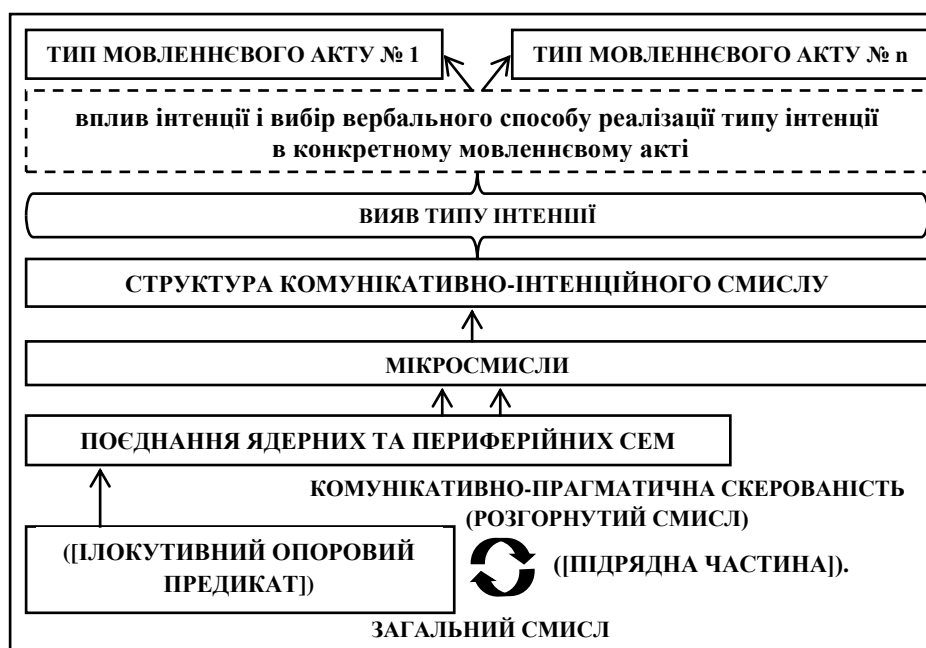 ТИП МОВЛЕННЄВОГО АКТУ № 1
ТИП МОВЛЕННЄВОГО АКТУ № n
вплив інтенції і вибір вербального способу реалізації типу інтенції
в конкретному мовленнєвому акті
ВИЯВ ТИПУ ІНТЕНЦІЇ
СТРУКТУРА КОМУНІКАТИВНО-ІНТЕНЦІЙНОГО СМИСЛУ
МІКРОСМИСЛИ
ПОЄДНАННЯ ЯДЕРНИХ ТА ПЕРИФЕРІЙНИХ СЕМ
КОМУНІКАТИВНО-ПРАГМАТИЧНА СКЕРОВАНІСТЬ
(РОЗГОРНУТИЙ СМИСЛ)
([ІЛОКУТИВНИЙ ОПОРОВИЙ
ПРЕДИКАТ])
([ПІДРЯДНА ЧАСТИНА]).
ЗАГАЛЬНИЙ СМИСЛ